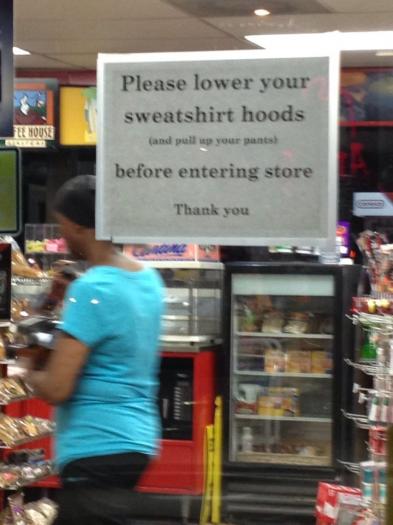 Please lower your
sweatshirt hoods
(and pull up your pants)
before entering store
Thank you
FEE HOUSE